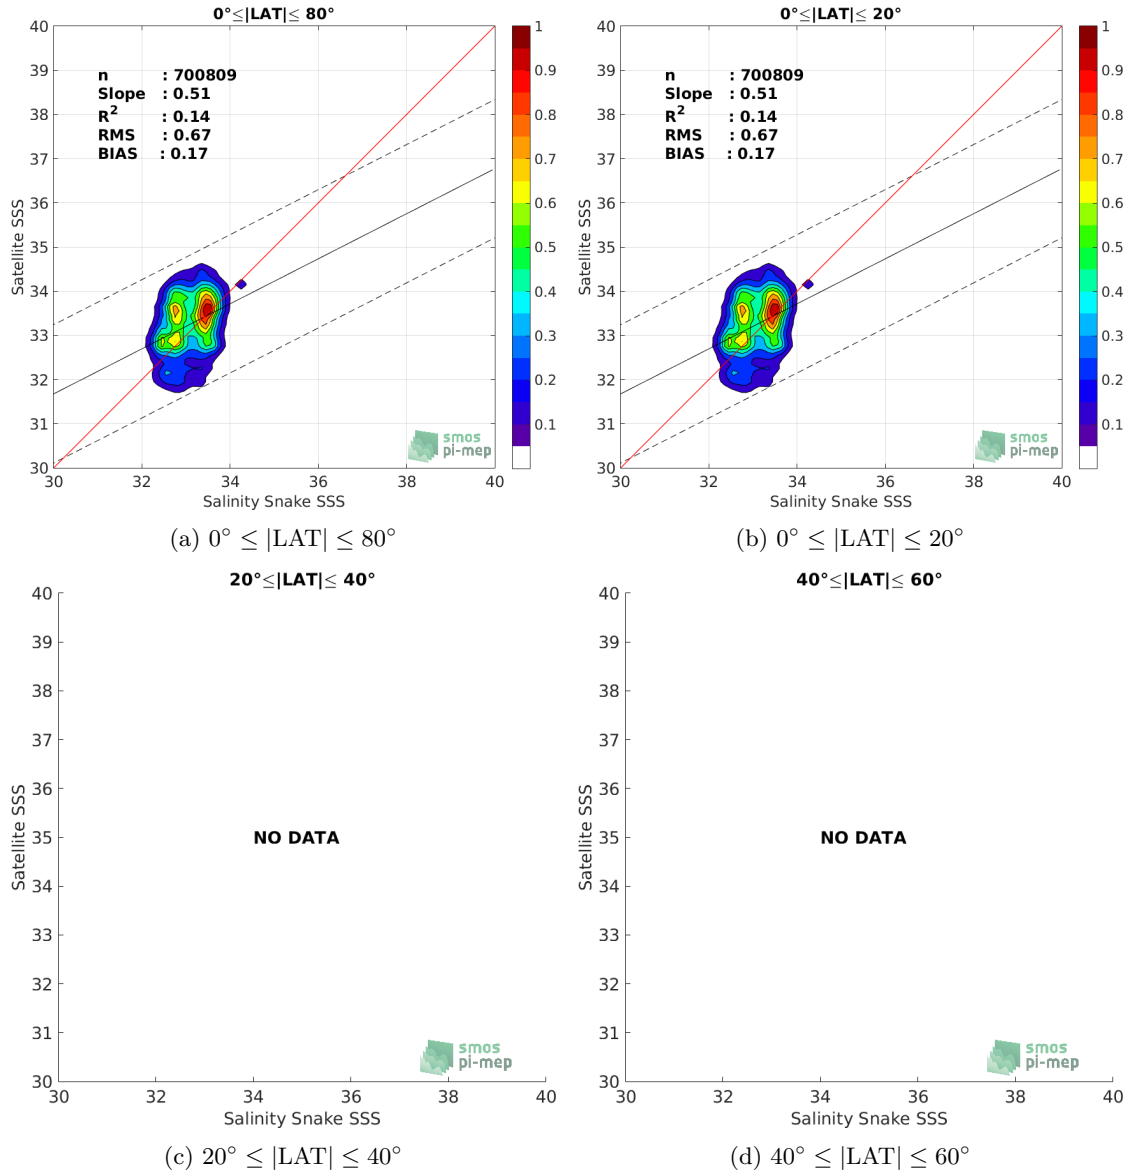 0°≤|LAT|≤ 80°
40
39
38
37
36
35
34
33
32
31
30
Satellite SSS
n : 700809
Slope : 0.51
R² : 0.14
RMS : 0.67
BIAS : 0.17
smos
pi-mep
30 32 34 36 38 40
Salinity Snake SSS
1
0.9
0.8
0.7
0.6
0.5
0.4
0.3
0.2
0.1
(a) 0° ≤ |LAT| ≤ 80°
0°≤|LAT|≤ 20°
40
39
38
37
36
35
34
33
32
31
30
Satellite SSS
n : 700809
Slope : 0.51
R² : 0.14
RMS : 0.67
BIAS : 0.17
smos
pi-mep
30 32 34 36 38 40
Salinity Snake SSS
1
0.9
0.8
0.7
0.6
0.5
0.4
0.3
0.2
0.1
(b) 0° ≤ |LAT| ≤ 20°
20°≤|LAT|≤ 40°
40
39
38
37
36
35
34
33
32
31
30
Satellite SSS
NO DATA
smos
pi-mep
30 32 34 36 38 40
Salinity Snake SSS
(c) 20° ≤ |LAT| ≤ 40°
40°≤|LAT|≤ 60°
40
39
38
37
36
35
34
33
32
31
30
Satellite SSS
NO DATA
smos
pi-mep
30 32 34 36 38 40
Salinity Snake SSS
(d) 40° ≤ |LAT| ≤ 60°